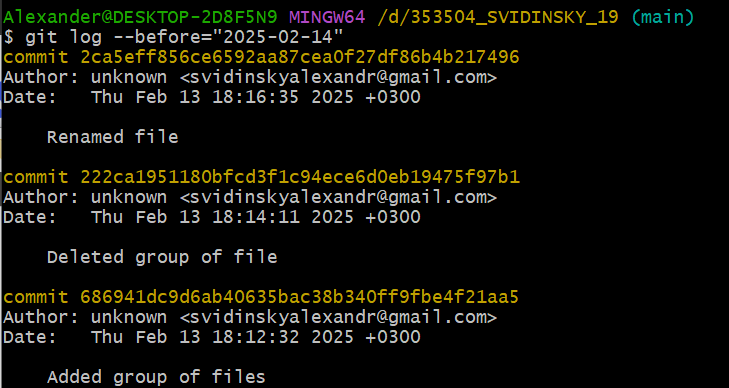 Alexander@DESKTOP-2D8F5N9 MINGW64 /d/353504_SVIDINSKY_19 (main)
$ git log --before="2025-02-14"
commit 2ca5eff856ce6592aa87cea0f27df86b4b217496
Author: unknown <svidinskyalexandr@gmail.com>
Date:   Thu Feb 13 18:16:35 2025 +0300
    Renamed file
commit 222ca1951180bfcd3f1c94ece6d0eb19475f97b1
Author: unknown <svidinskyalexandr@gmail.com>
Date:   Thu Feb 13 18:14:11 2025 +0300
    Deleted group of file
commit 686941dc9d6ab40635bac38b340ff9fbe4f21aa5
Author: unknown <svidinskyalexandr@gmail.com>
Date:   Thu Feb 13 18:12:32 2025 +0300
    Added group of files